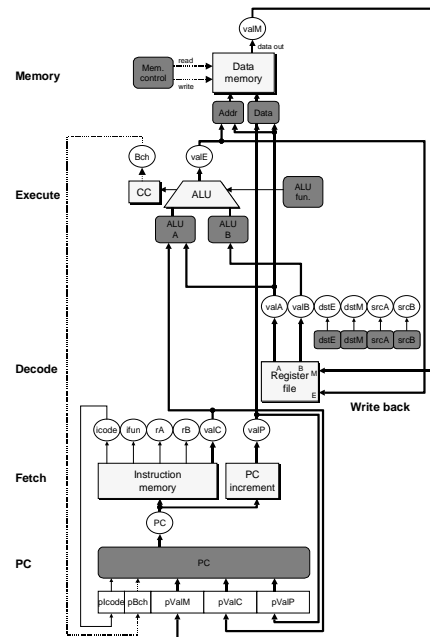 valM
data out
Memory
Mem. control
read
write
Data memory
Addr
Data
Bch
valE
Execute
CC
ALU
ALU fun.
ALU A
ALU B
valA
valB
dstE
dstM
srcA
srcB
dstE
dstM
srcA
srcB
Decode
A
B
M
Register file
E
Write back
icode
ifun
rA
rB
valC
valP
Fetch
Instruction memory
PC increment
PC
PC
PC
pIcode
pBch
pValM
pValC
pValP